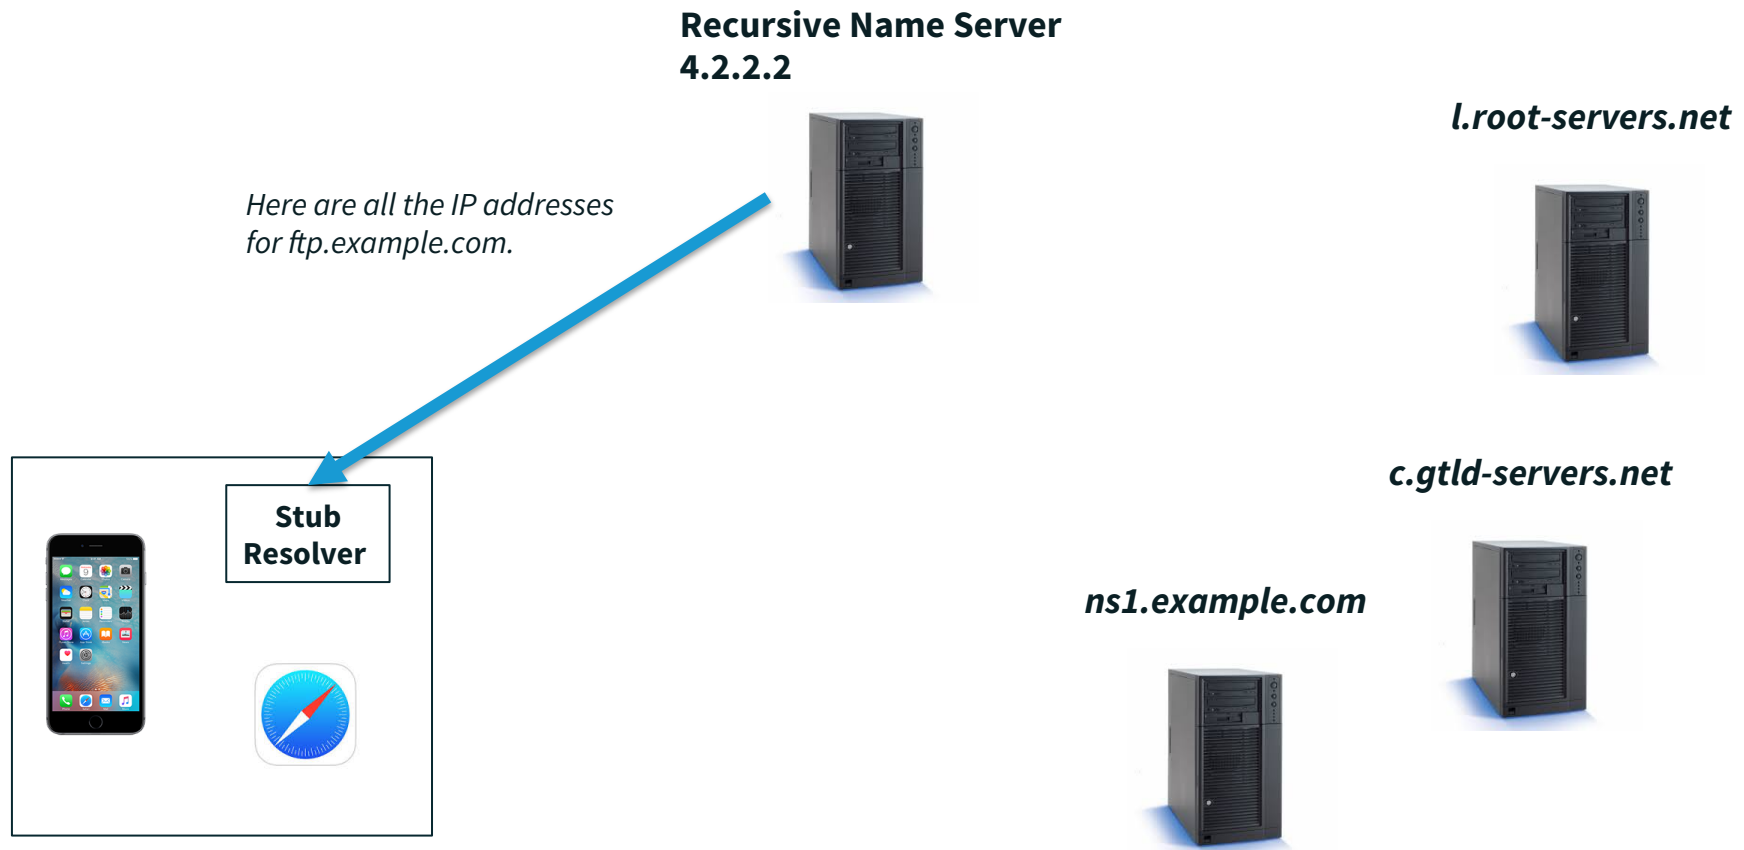 Recursive Name Server
4.2.2.2
l.root-servers.net
Here are all the IP addresses
for ftp.example.com.
c.gtld-servers.net
Stub
Resolver
ns1.example.com